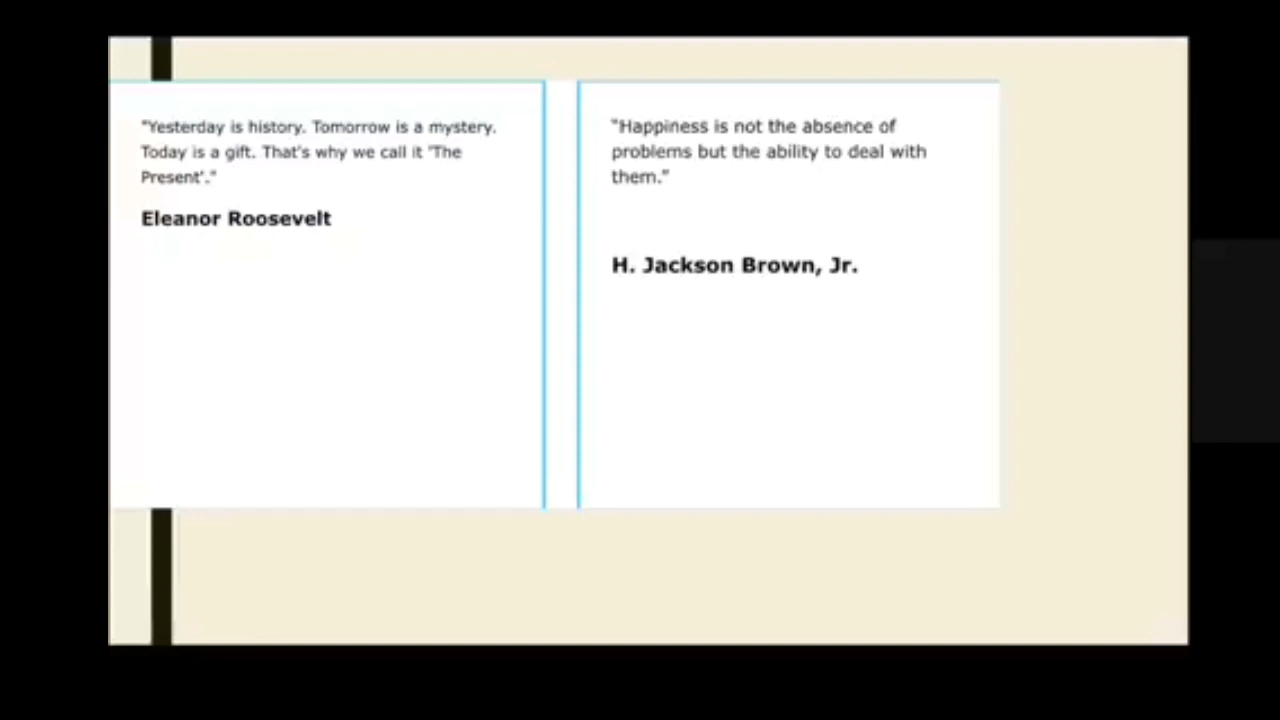 "Yesterday is history. Tomorrow is a mystery.
Today is a gift. That's why we call it 'The
Present'."
Eleanor Roosevelt
"Happiness is not the absence of
problems but the ability to deal with
them."
H. Jackson Brown, Jr.